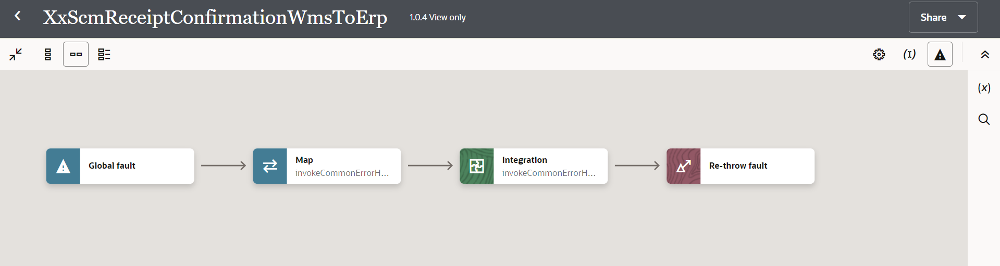 XxScmReceiptConfirmationWmsToErp
1.0.4 View only
Share
(I)
(x)
Global fault
Map
invokeCommonErrorH...
Integration
invokeCommonErrorH...
Re-throw fault